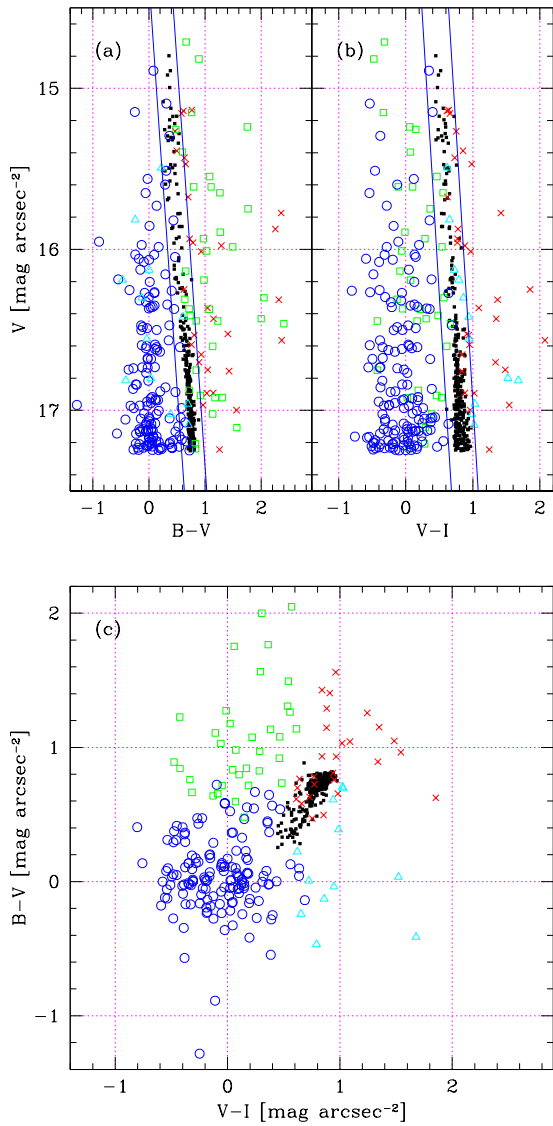 (a)
(b)
15
16
17
V [mag arcsec⁻²]
−1 0 1 2
−1 0 1 2
B−V
V−I
(c)
2
1
0
−1
B−V [mag arcsec⁻²]
−1 0 1 2
V−I [mag arcsec⁻²]